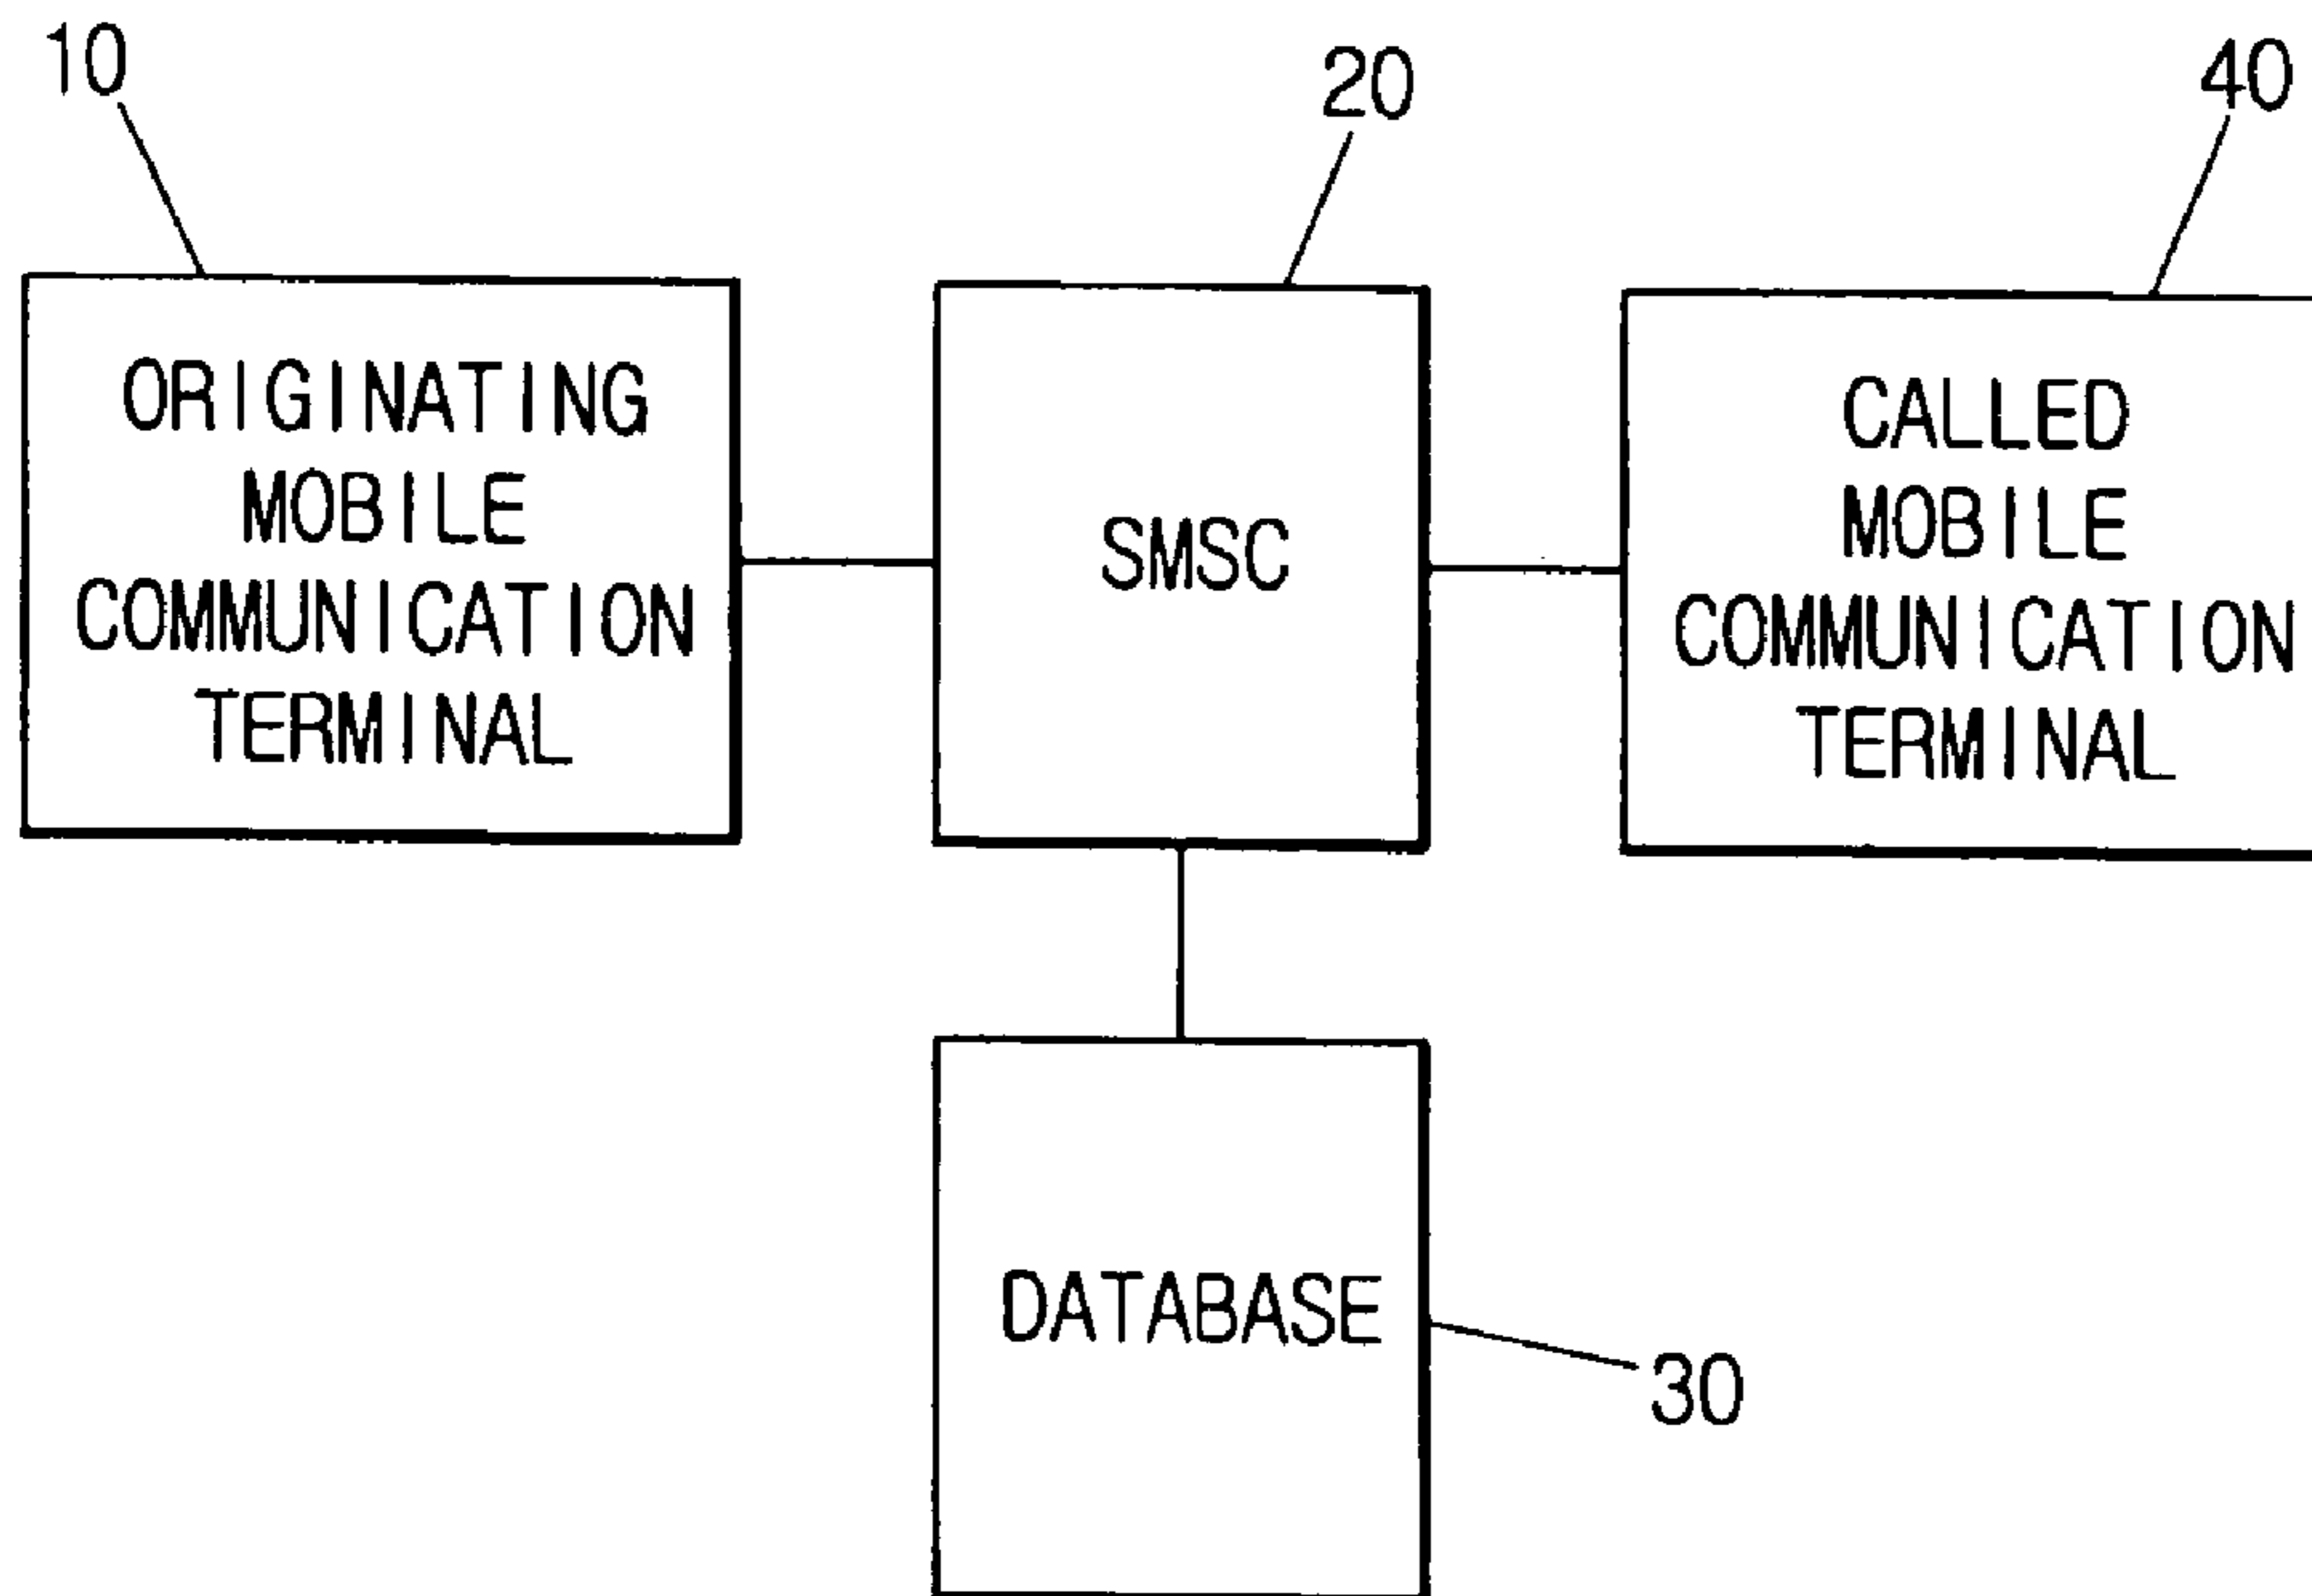 10
20
40
ORIGINATING
MOBILE
COMMUNICATION
TERMINAL
SMSC
CALLED
MOBILE
COMMUNICATION
TERMINAL
DATABASE
30